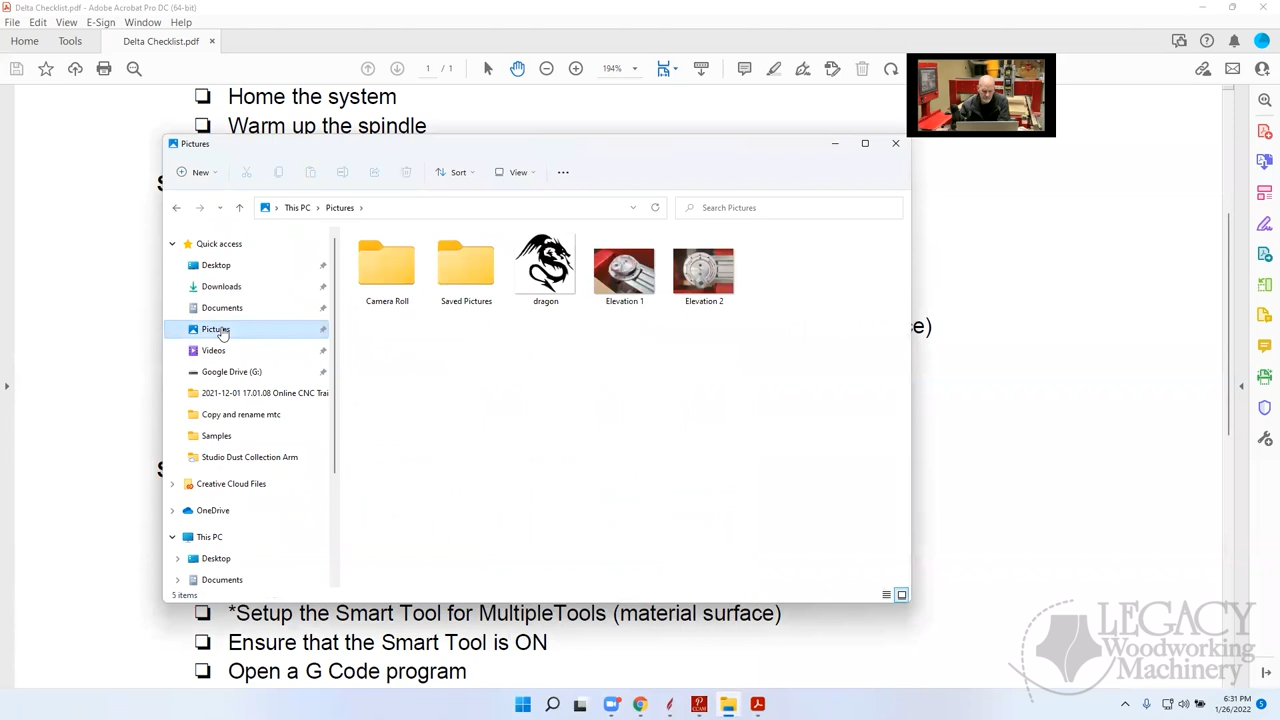 Delta Checklist.pdf - Adobe Acrobat Pro DC (64-bit)
File Edit View E-Sign Window Help
Home Tools Delta Checklist.pdf
1 / 1 194%
Home the system
Warm up the spindle
Pictures
New Sort View
This PC Pictures Search Pictures
Quick access
Desktop
Downloads
Documents
Pictures
Videos
Google Drive (G:)
2021-12-01 17.01.08 Online CNC Trai
Copy and rename mtc
Samples
Studio Dust Collection Arm
Creative Cloud Files
OneDrive
This PC
Desktop
Documents
Camera Roll Saved Pictures dragon Elevation 1 Elevation 2
5 items
ce)
*Setup the Smart Tool for MultipleTools (material surface)
Ensure that the Smart Tool is ON
Open a G Code program
LEGACY
Woodworking
Machinery
6:31 PM
1/26/2022
5